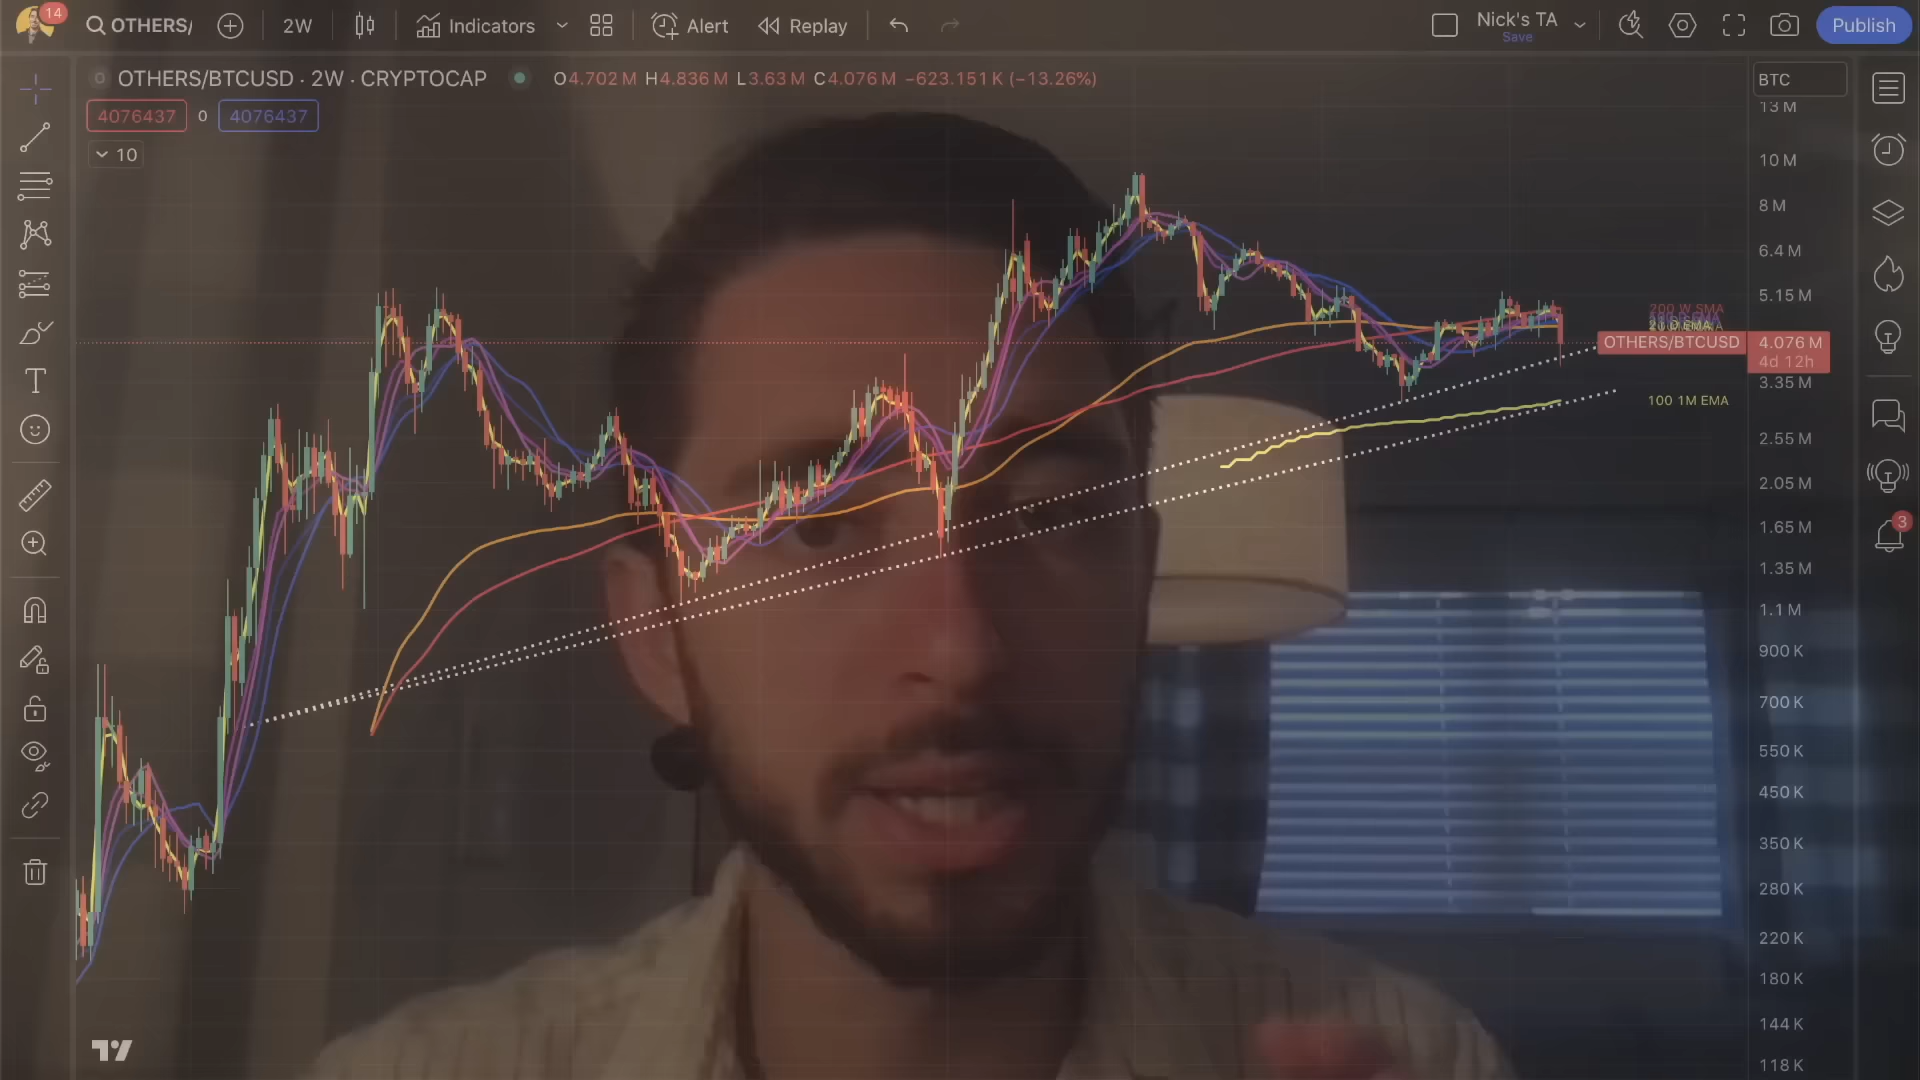 14
OTHERS/
2W
Indicators
Alert
Replay
Nick's TA
Save
Publish
OTHERS/BTCUSD · 2W · CRYPTOCAP
O4.702 M H4.836 M L3.63 M C4.076 M −623.151 K (−13.26%)
BTC
4076437 0 4076437
10
13 M
10 M
8 M
6.4 M
5.15 M
200 W SMA
OTHERS/BTCUSD
4.076 M
4d 12h
3.35 M
100 1M EMA
2.55 M
2.05 M
1.65 M
3
1.35 M
1.1 M
900 K
700 K
550 K
450 K
350 K
280 K
220 K
180 K
144 K
118 K